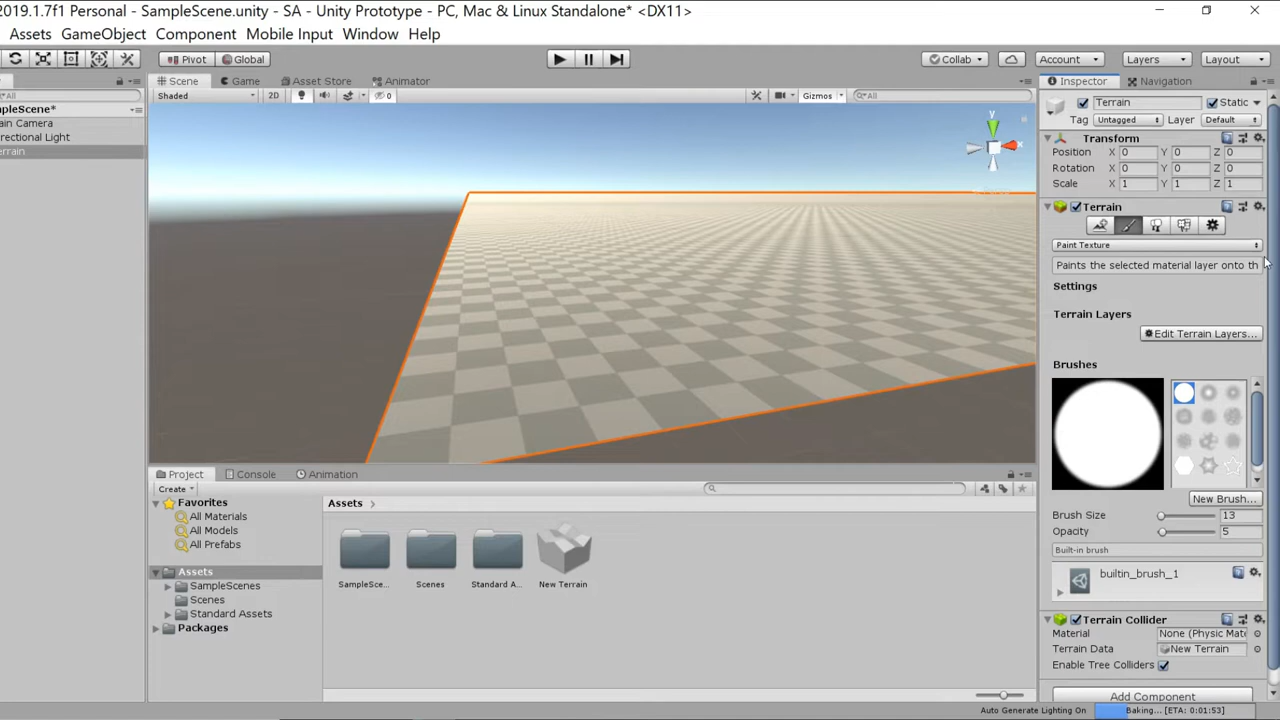 2019.1.7f1 Personal - SampleScene.unity - SA - Unity Prototype - PC, Mac & Linux Standalone* <DX11>
Assets GameObject Component Mobile Input Window Help
Pivot Global Collab Account Layers Layout
Scene Game Asset Store Animator
Shaded 2D 0 Gizmos All
All
mpleScene*
ain Camera
rectional Light
errain
y
x
Inspector Navigation
Terrain Static
Tag Untagged Layer Default
Transform
Position X 0 Y 0 Z 0
Rotation X 0 Y 0 Z 0
Scale X 1 Y 1 Z 1
Terrain
Paint Texture
Paints the selected material layer onto th
Settings
Terrain Layers
Edit Terrain Layers...
Brushes
New Brush...
Brush Size 13
Opacity 5
Built-in brush
builtin_brush_1
Terrain Collider
Material None (Physic Mate
Terrain Data New Terrain
Enable Tree Colliders
Add Component
Project Console Animation
Create
Favorites
All Materials
All Models
All Prefabs
Assets
SampleScenes
Scenes
Standard Assets
Packages
Assets
SampleSce... Scenes Standard A... New Terrain
Auto Generate Lighting On Baking... [ETA: 0:01:53]